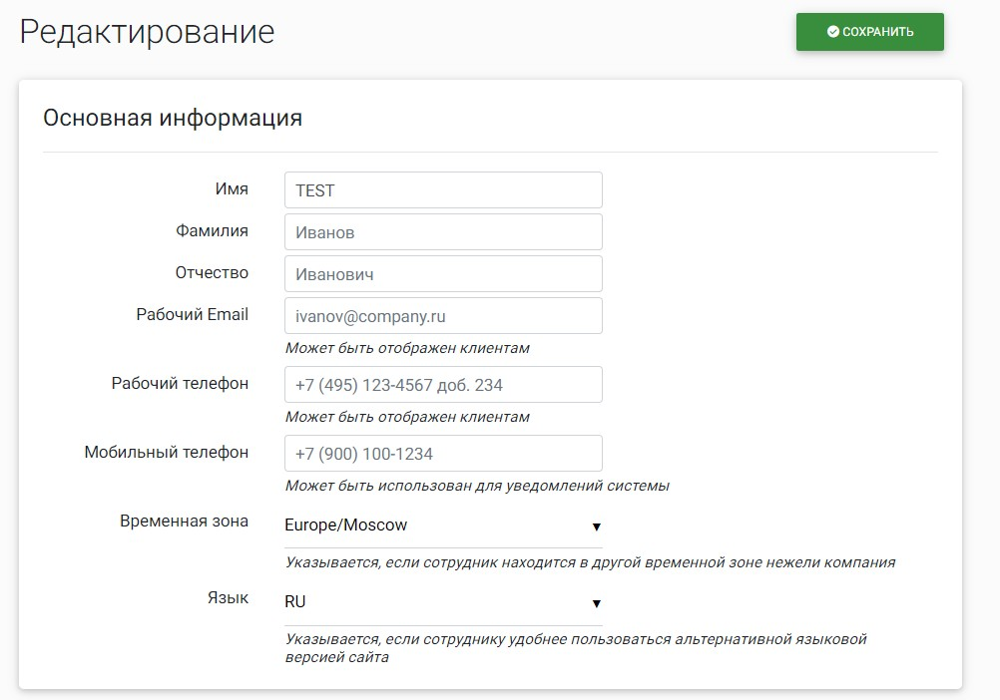 Редактирование
СОХРАНИТЬ
Основная информация
Имя
TEST
Фамилия
Иванов
Отчество
Иванович
Рабочий Email
ivanov@company.ru
Может быть отображен клиентам
Рабочий телефон
+7 (495) 123-4567 доб. 234
Может быть отображен клиентам
Мобильный телефон
+7 (900) 100-1234
Может быть использован для уведомлений системы
Временная зона
Europe/Moscow
Указывается, если сотрудник находится в другой временной зоне нежели компания
Язык
RU
Указывается, если сотруднику удобнее пользоваться альтернативной языковой
версией сайта